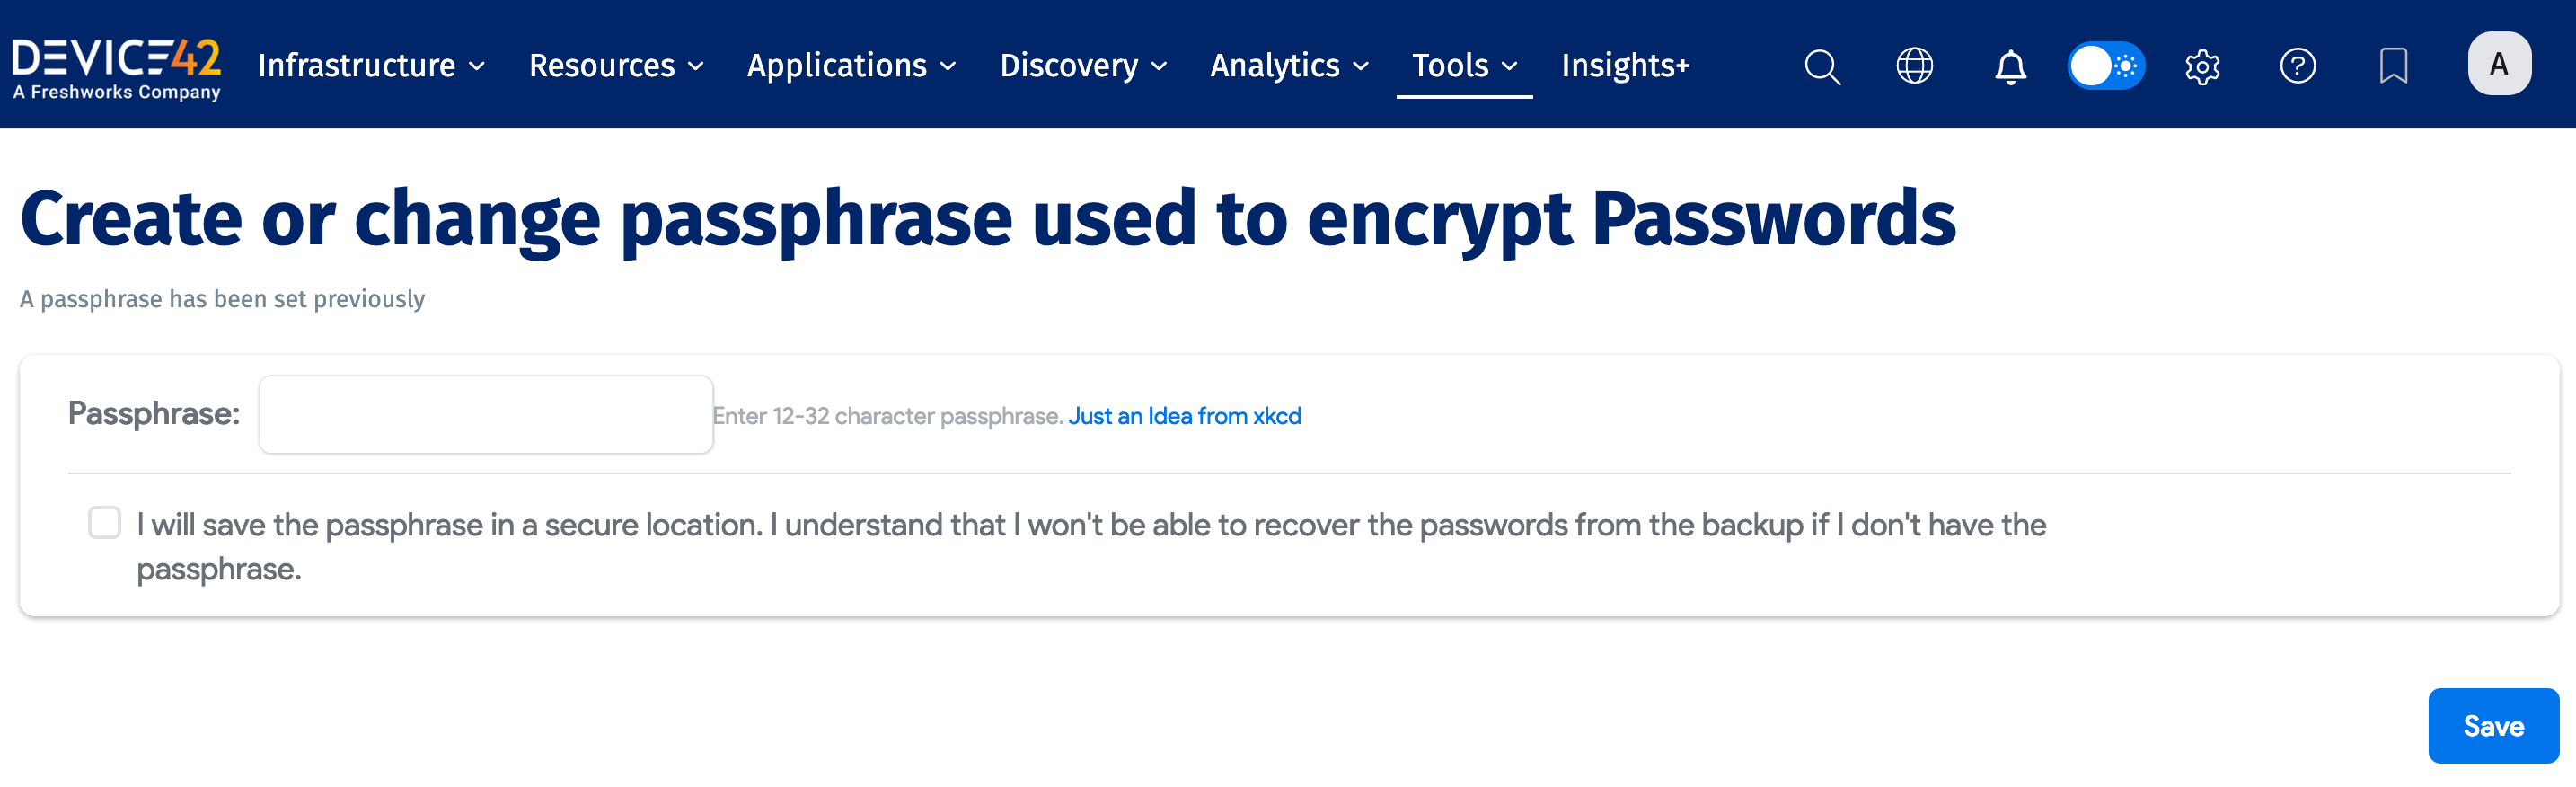 DEVICE42
A Freshworks Company
Infrastructure Resources Applications Discovery Analytics Tools Insights+ A
Create or change passphrase used to encrypt Passwords
A passphrase has been set previously
Passphrase: Enter 12-32 character passphrase. Just an Idea from xkcd
I will save the passphrase in a secure location. I understand that I won't be able to recover the passwords from the backup if I don't have the
passphrase.
Save